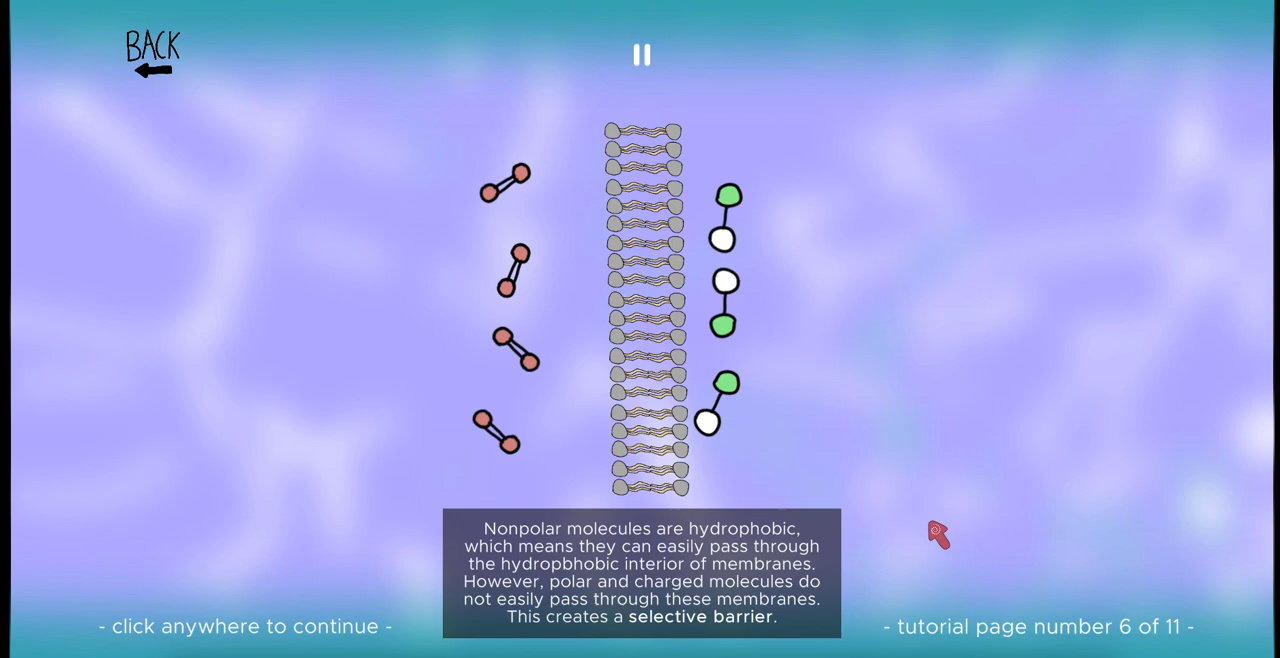 BACK
Nonpolar molecules are hydrophobic,
which means they can easily pass through
the hydropbhobic interior of membranes.
However, polar and charged molecules do
not easily pass through these membranes.
This creates a selective barrier.
- click anywhere to continue -
- tutorial page number 6 of 11 -